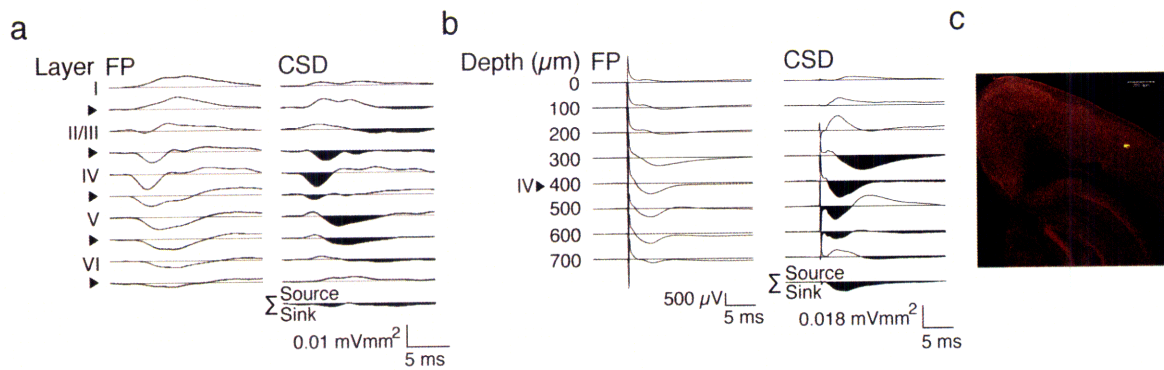 a
Layer FP CSD
I
II/III
IV
V
VI
Σ Source
Sink
0.01 mVmm²
5 ms
b
Depth (µm) FP CSD
0
100
200
300
IV 400
500
600
700
500 µV
5 ms
Σ Source
Sink
0.018 mVmm²
5 ms
c